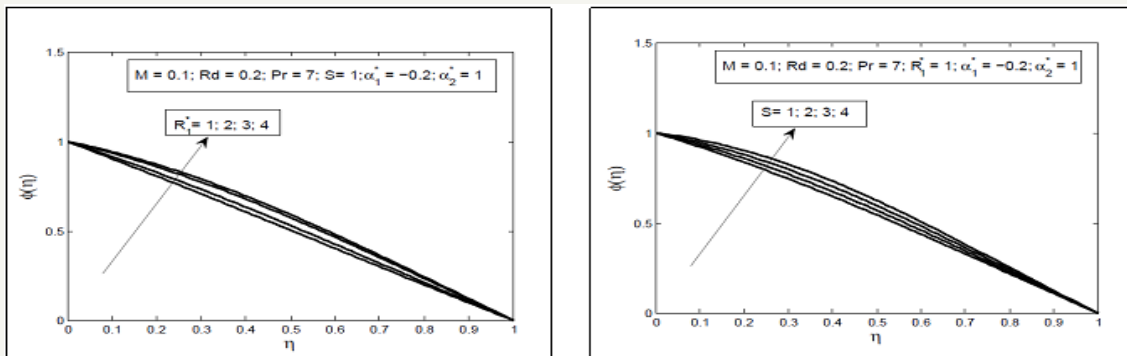 M = 0.1; Rd = 0.2; Pr = 7; S= 1;α₁* = −0.2;α₂* = 1
R₁*= 1; 2; 3; 4
1.5
1
0.5
0
ϕ(η)
0 0.1 0.2 0.3 0.4 0.5 0.6 0.7 0.8 0.9 1
η
M = 0.1; Rd = 0.2; Pr = 7; R₁* = 1;α₁* = −0.2;α₂* = 1
S= 1; 2; 3; 4
1.5
1
0.5
0
ϕ(η)
0 0.1 0.2 0.3 0.4 0.5 0.6 0.7 0.8 0.9 1
η